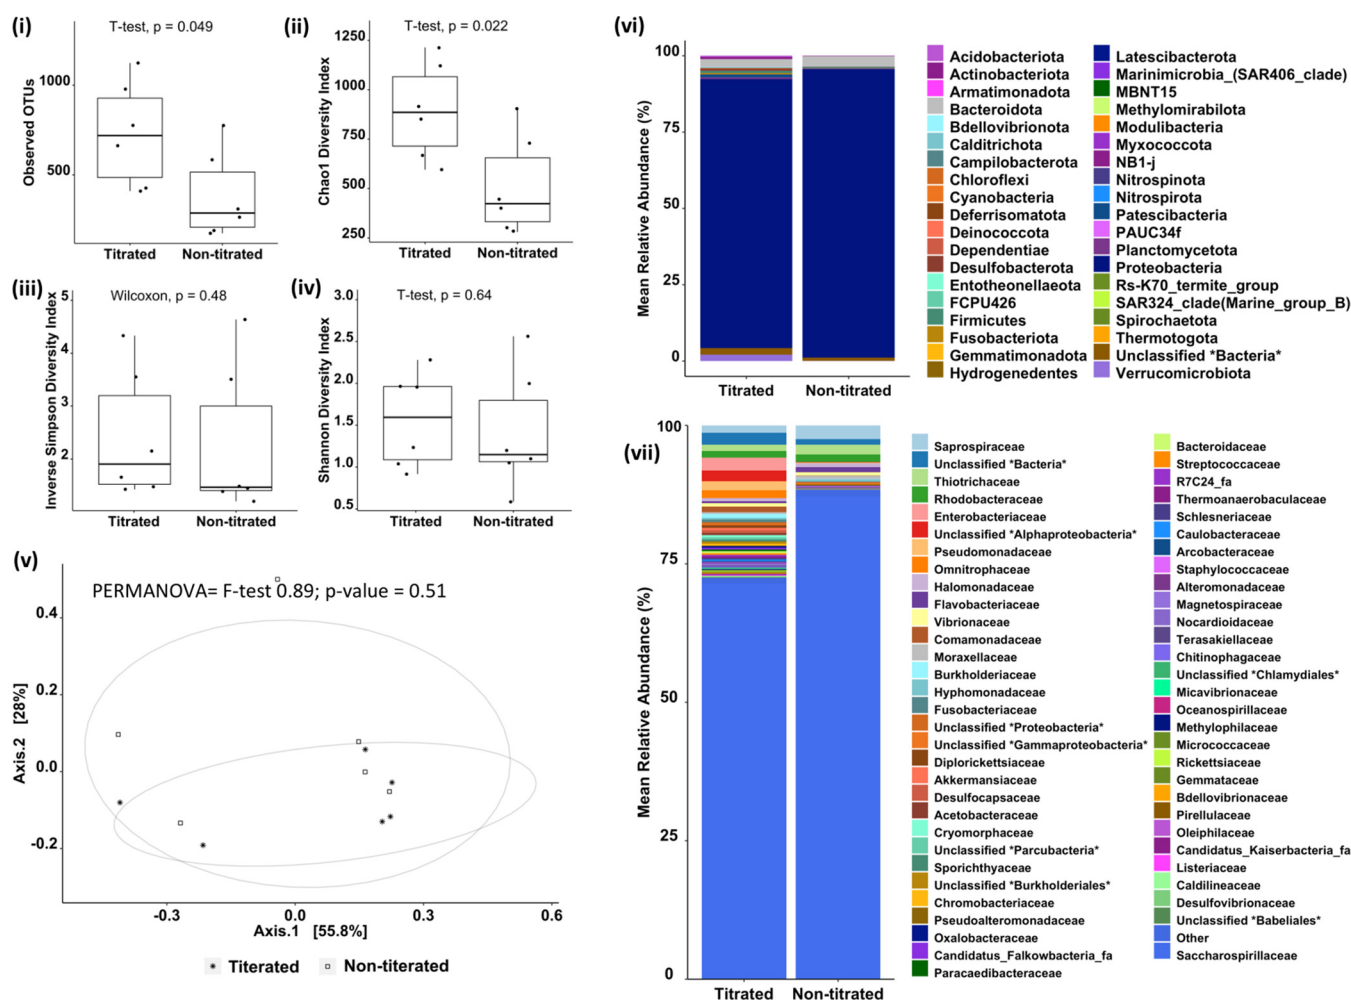 (i)
T-test, p = 0.049
Observed OTUs
1000
500
Titrated
Non-titrated
(ii)
T-test, p = 0.022
Chao1 Diversity Index
1250
1000
750
500
250
Titrated
Non-titrated
(iii)
Wilcoxon, p = 0.48
Inverse Simpson Diversity Index
5
4
3
2
Titrated
Non-titrated
(iv)
T-test, p = 0.64
Shannon Diversity Index
3.0
2.5
2.0
1.5
1.0
0.5
Titrated
Non-titrated
(v)
PERMANOVA= F-test 0.89; p-value = 0.51
Axis.2 [28%]
0.4
0.2
0.0
-0.2
-0.3
0.0
0.3
0.6
Axis.1 [55.8%]
Titerated
Non-titerated
(vi)
Mean Relative Abundance (%)
100
75
50
25
0
Titrated
Non-titrated
Acidobacteriota
Actinobacteriota
Armatimonadota
Bacteroidota
Bdellovibrionota
Calditrichota
Campilobacterota
Chloroflexi
Cyanobacteria
Deferrisomatota
Deinococcota
Dependentiae
Desulfobacterota
Entotheonellaeota
FCPU426
Firmicutes
Fusobacteriota
Gemmatimonadota
Hydrogenedentes
Latescibacterota
Marinimicrobia_(SAR406_clade)
MBNT15
Methylomirabilota
Modulibacteria
Myxococcota
NB1-j
Nitrospinota
Nitrospirota
Patescibacteria
PAUC34f
Planctomycetota
Proteobacteria
Rs-K70_termite_group
SAR324_clade(Marine_group_B)
Spirochaetota
Thermotogota
Unclassified *Bacteria*
Verrucomicrobiota
(vii)
Mean Relative Abundance (%)
100
75
50
25
0
Titrated
Non-titrated
Saprospiraceae
Unclassified *Bacteria*
Thiotrichaceae
Rhodobacteraceae
Enterobacteriaceae
Unclassified *Alphaproteobacteria*
Pseudomonadaceae
Omnitrophaceae
Halomonadaceae
Flavobacteriaceae
Vibrionaceae
Comamonadaceae
Moraxellaceae
Burkholderiaceae
Hyphomonadaceae
Fusobacteriaceae
Unclassified *Proteobacteria*
Unclassified *Gammaproteobacteria*
Diplorickettsiaceae
Akkermansiaceae
Desulfocapsaceae
Acetobacteraceae
Cryomorphaceae
Unclassified *Parcubacteria*
Sporichthyaceae
Unclassified *Burkholderiales*
Chromobacteriaceae
Pseudoalteromonadaceae
Oxalobacteraceae
Candidatus_Falkowbacteria_fa
Paracaedibacteraceae
Bacteroidaceae
Streptococcaceae
R7C24_fa
Thermoanaerobaculaceae
Schlesneriaceae
Caulobacteraceae
Arcobacteraceae
Staphylococcaceae
Alteromonadaceae
Magnetospiraceae
Nocardioidaceae
Terasakiellaceae
Chitinophagaceae
Unclassified *Chlamydiales*
Micavibrionaceae
Oceanospirillaceae
Methylophilaceae
Micrococcaceae
Rickettsiaceae
Gemmataceae
Bdellovibrionaceae
Pirellulaceae
Oleiphilaceae
Candidatus_Kaiserbacteria_fa
Listeriaceae
Caldilineaceae
Desulfovibrionaceae
Unclassified *Babeliales*
Other
Saccharospirillaceae